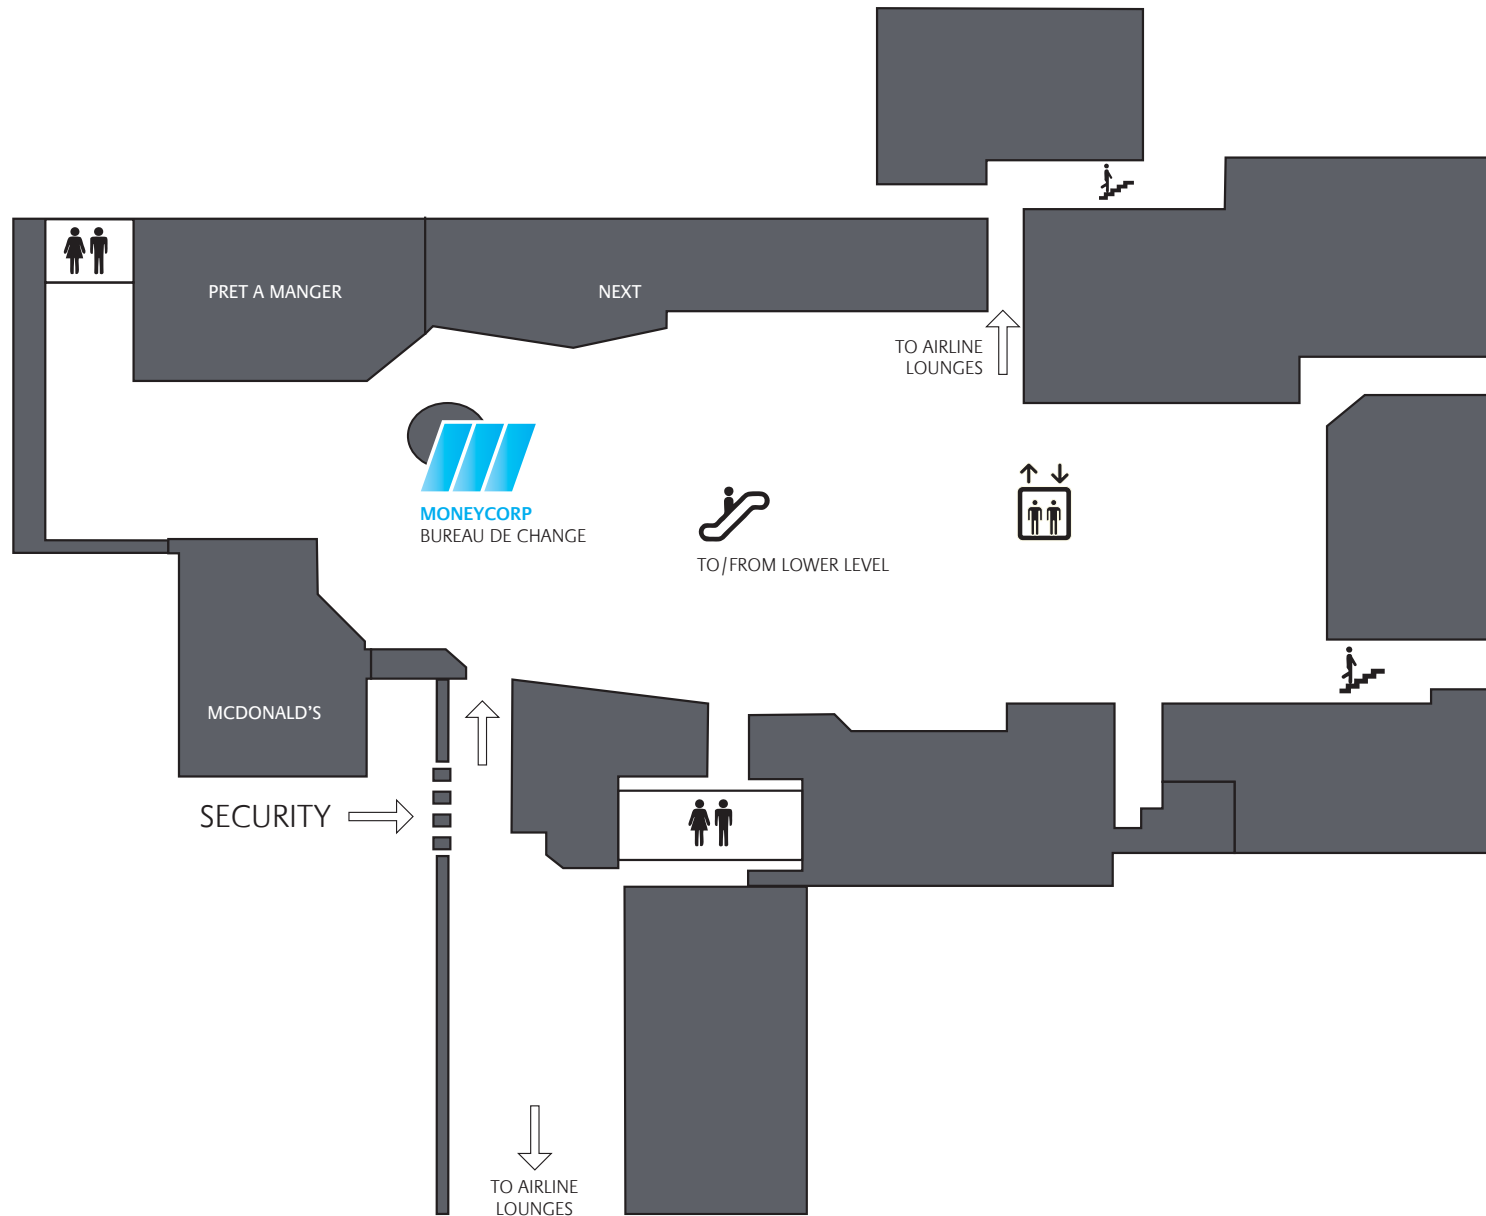 PRET A MANGER
NEXT
TO AIRLINE
LOUNGES
MONEYCORP
BUREAU DE CHANGE
TO/FROM LOWER LEVEL
MCDONALD'S
SECURITY
TO AIRLINE
LOUNGES